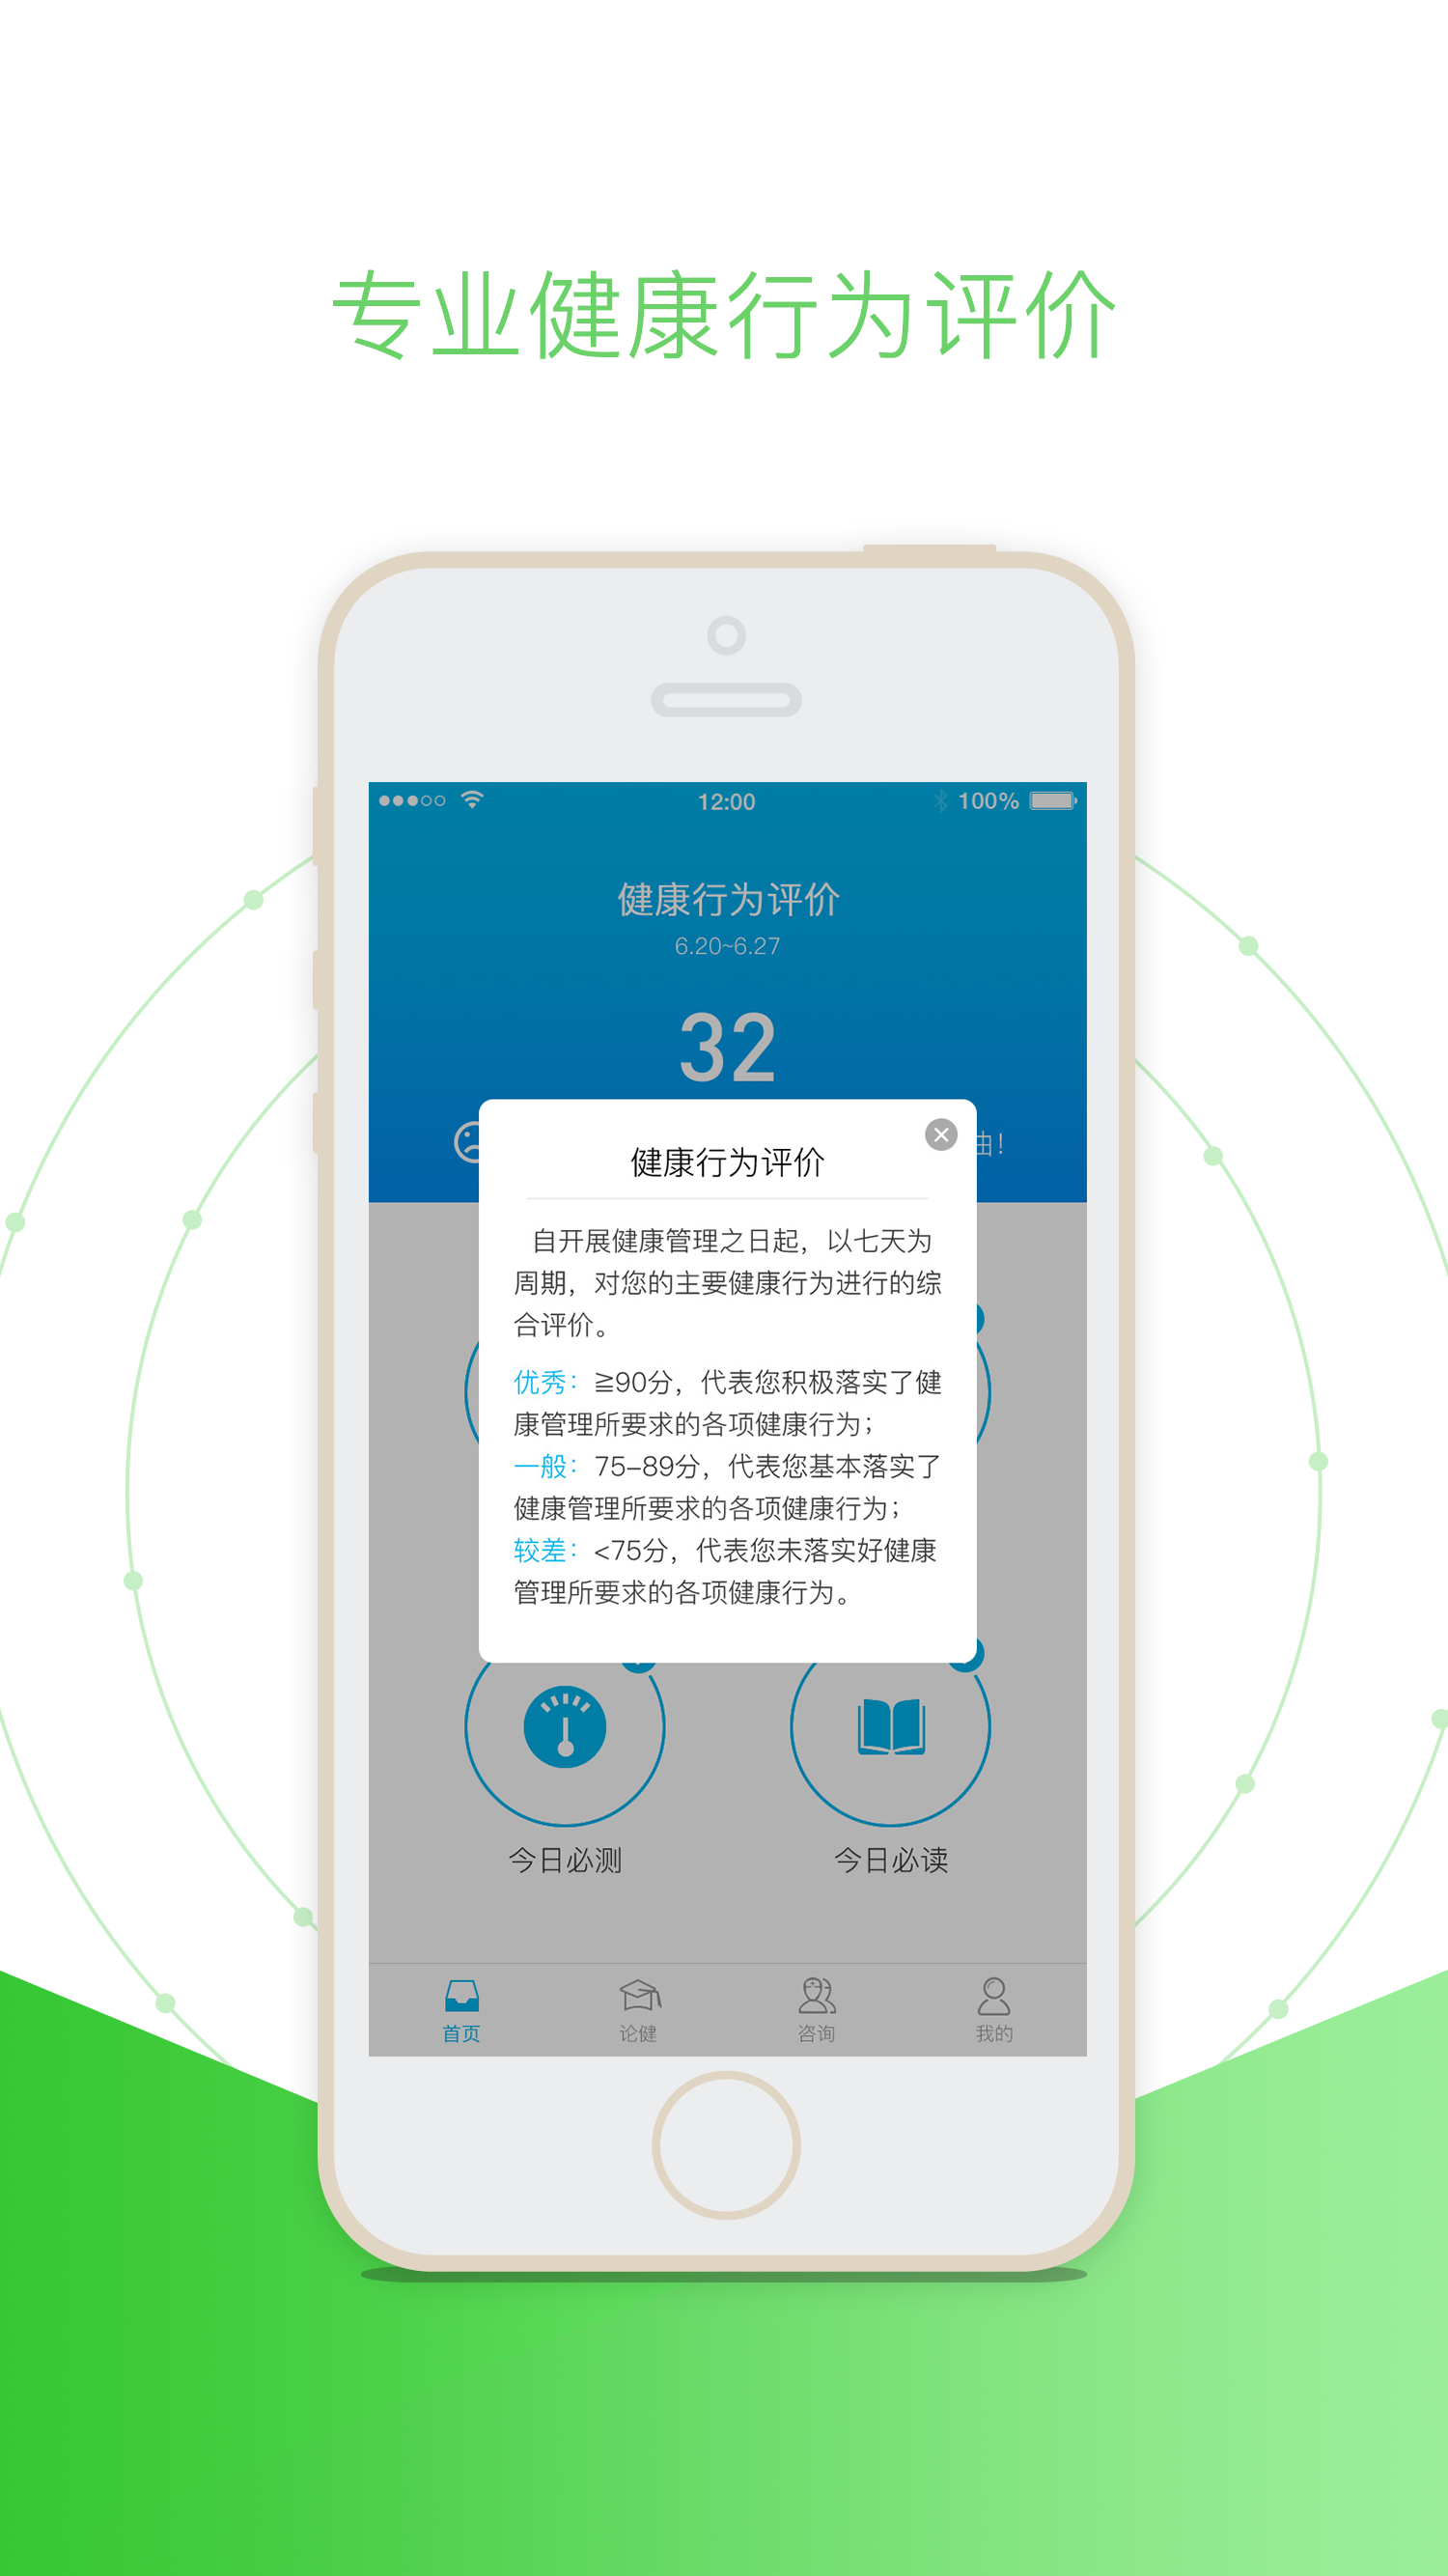 专业健康行为评价
12:00
100%
健康行为评价
6.20~6.27
32
健康行为评价
自开展健康管理之日起，以七天为
周期，对您的主要健康行为进行的综
合评价。
优秀：≧90分，代表您积极落实了健
康管理所要求的各项健康行为；
一般：75-89分，代表您基本落实了
健康管理所要求的各项健康行为；
较差：<75分，代表您未落实好健康
管理所要求的各项健康行为。
今日必测
今日必读
首页
论健
咨询
我的